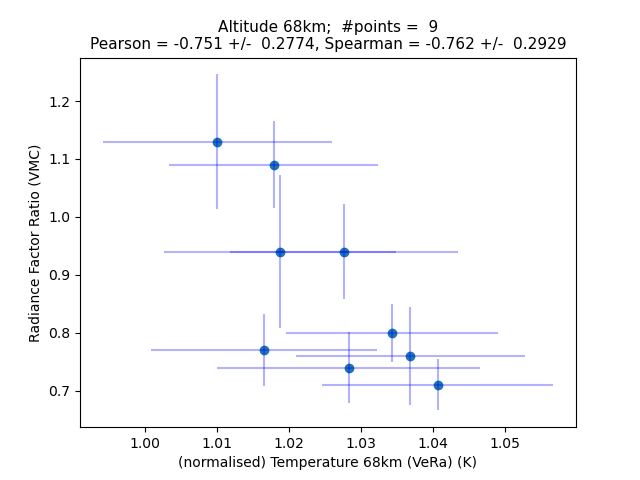 Altitude 68km;  #points =  9
Pearson = -0.751 +/-  0.2774, Spearman = -0.762 +/-  0.2929
1.2
1.1
1.0
0.9
0.8
0.7
Radiance Factor Ratio (VMC)
1.00 1.01 1.02 1.03 1.04 1.05
(normalised) Temperature 68km (VeRa) (K)